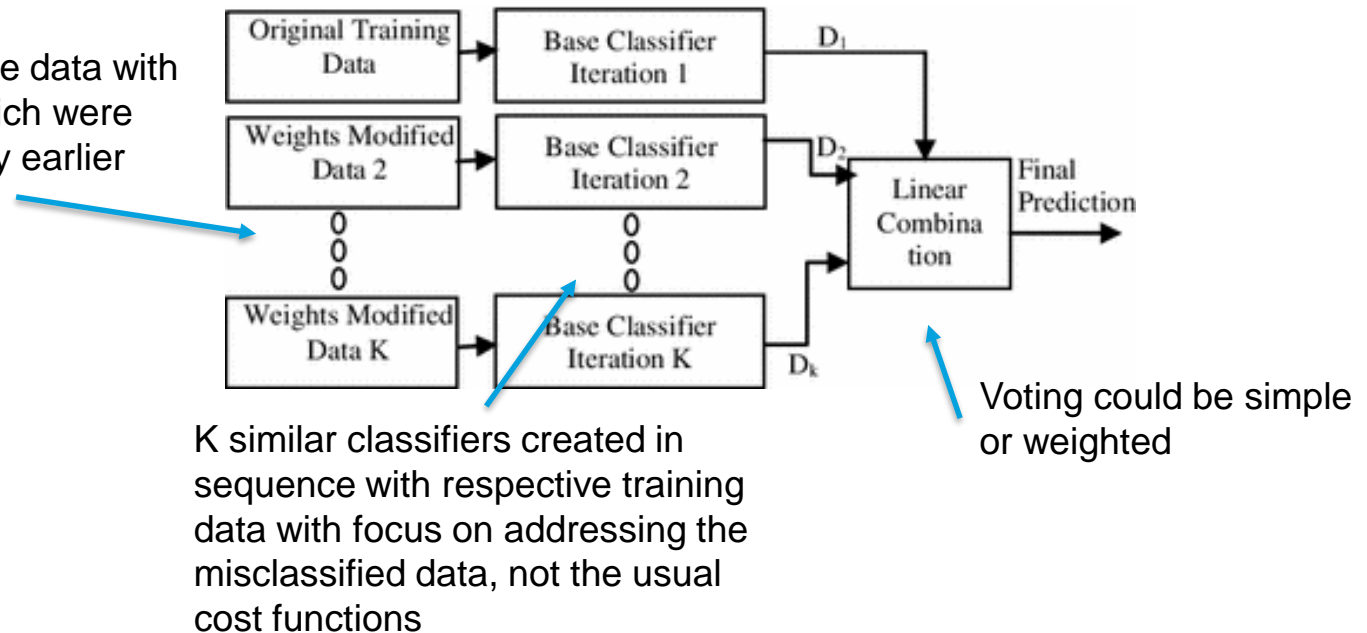 e data with
ich were
y earlier
Original Training
Data
Base Classifier
Iteration 1
D₁
Weights Modified
Data 2
Base Classifier
Iteration 2
D₂
Linear
Combina
tion
Final
Prediction
Weights Modified
Data K
Base Classifier
Iteration K
Dₖ
K similar classifiers created in
sequence with respective training
data with focus on addressing the
misclassified data, not the usual
cost functions
Voting could be simple
or weighted